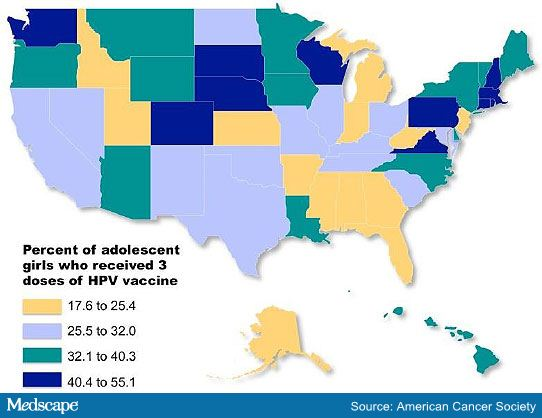 Percent of adolescent
girls who received 3
doses of HPV vaccine
17.6 to 25.4
25.5 to 32.0
32.1 to 40.3
40.4 to 55.1
Medscape
Source: American Cancer Society